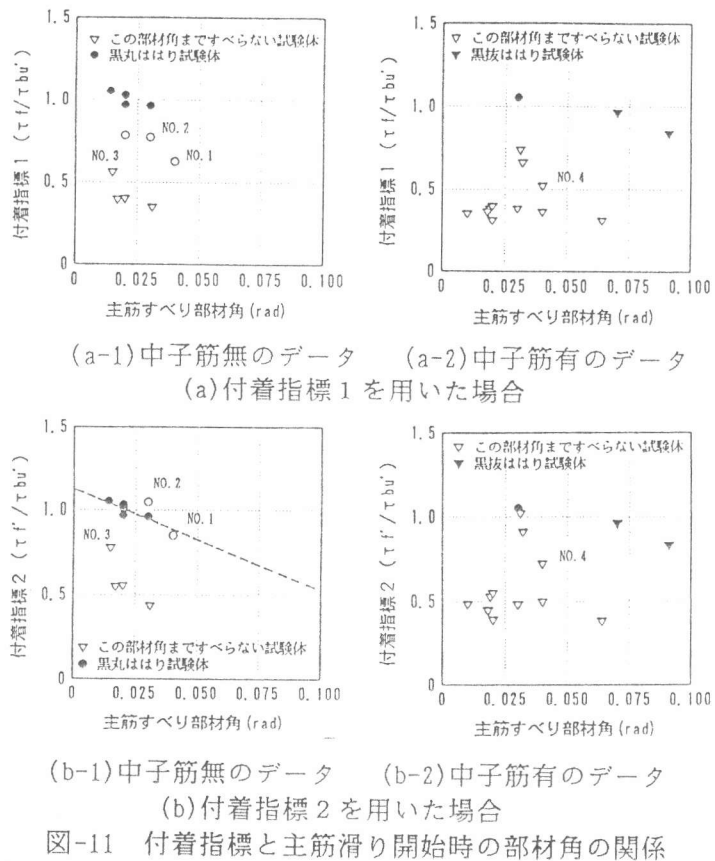 1.5
▽ この部材角まですべらない試験体
● 黒丸ははり試験体
1.0
NO.2
NO.3
NO.1
0.5
0
0 0.025 0.050 0.075 0.100
付着指標1 (τf/τbu')
主筋すべり部材角(rad)
1.5
▽ この部材角まですべらない試験体
▼ 黒抜ははり試験体
1.0
NO.4
0.5
0
0 0.025 0.050 0.075 0.100
付着指標1 (τf/τbu')
主筋すべり部材角(rad)
(a-1)中子筋無のデータ (a-2)中子筋有のデータ
(a)付着指標1を用いた場合
1.5
NO.2
1.0
NO.1
NO.3
0.5
▽ この部材角まですべらない試験体
● 黒丸ははり試験体
0
0 0.025 0.050 0.075 0.100
付着指標2 (τf'/τbu')
主筋すべり部材角(rad)
1.5
▽ この部材角まですべらない試験体
▼ 黒抜ははり試験体
1.0
NO.4
0.5
0
0 0.025 0.050 0.075 0.100
付着指標2 (τf'/τbu')
主筋すべり部材角(rad)
(b-1)中子筋無のデータ (b-2)中子筋有のデータ
(b)付着指標2を用いた場合
図-11 付着指標と主筋滑り開始時の部材角の関係